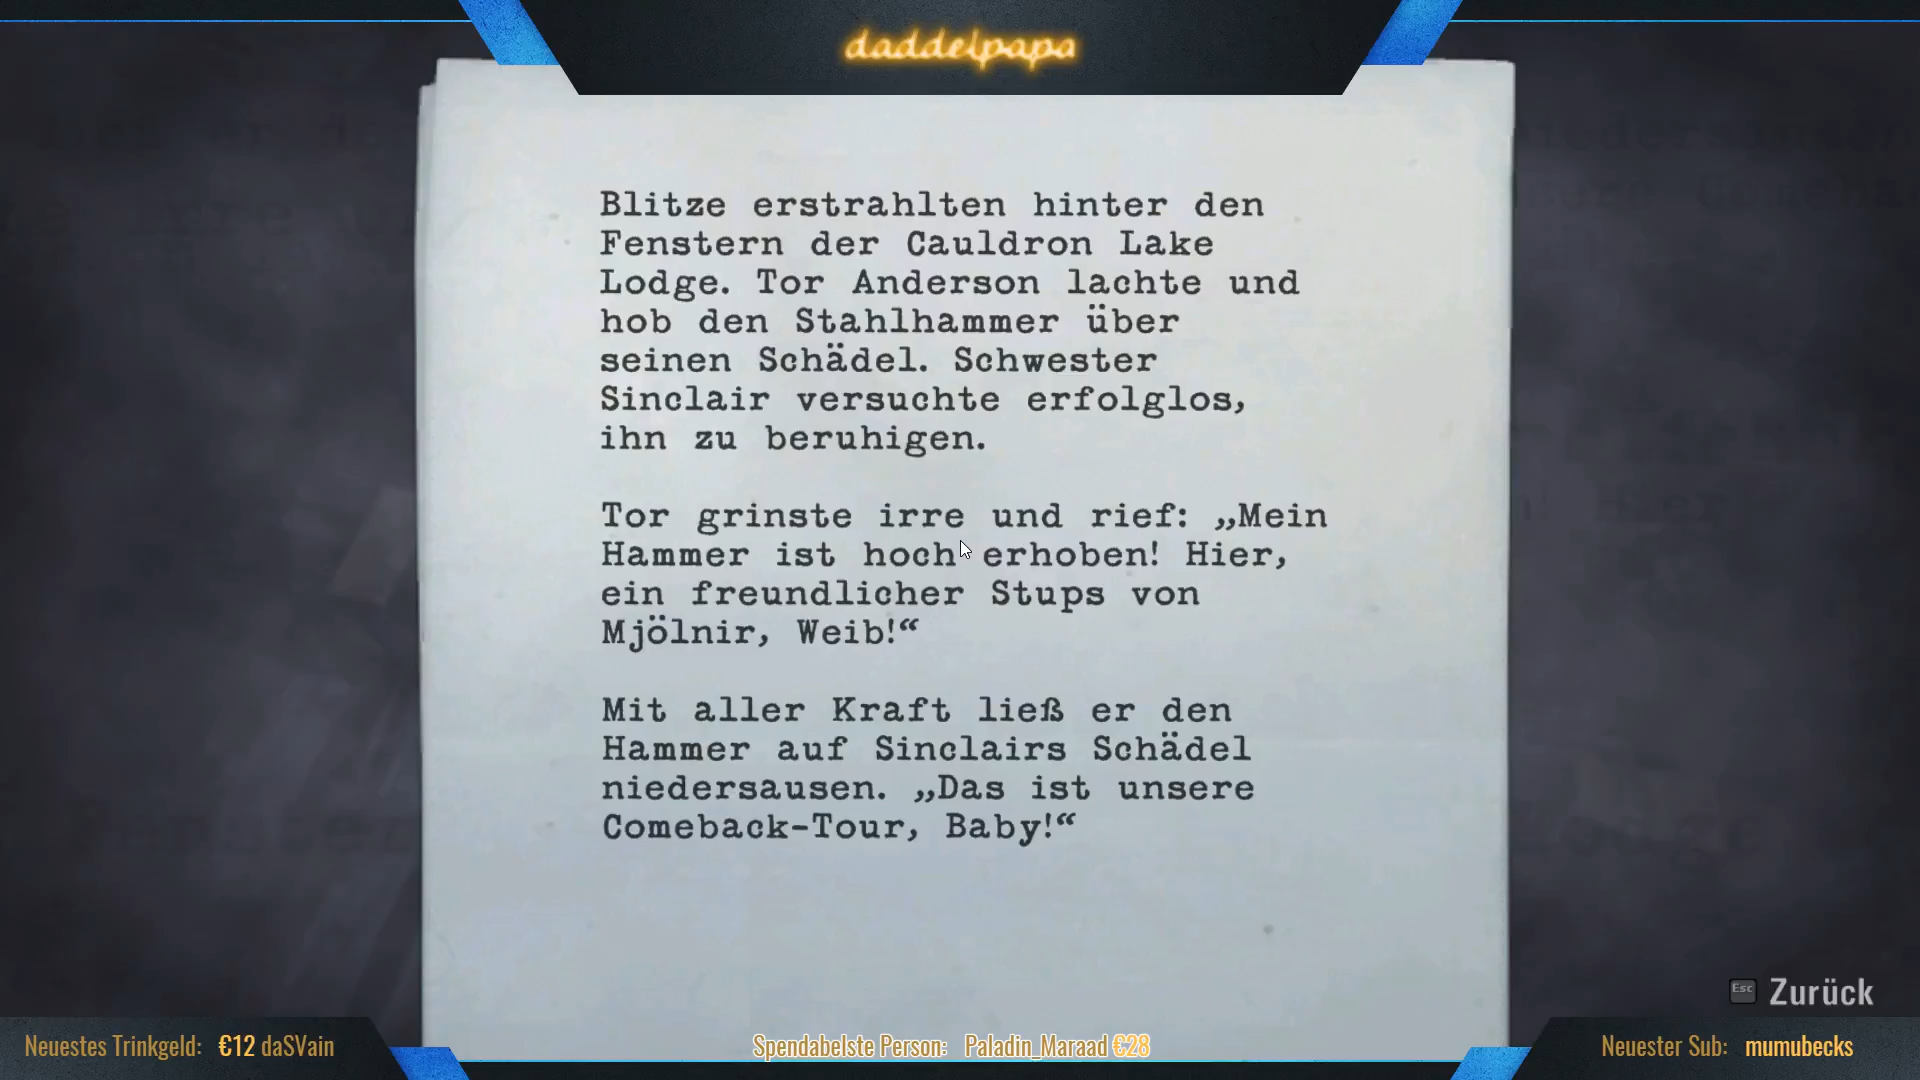 daddelpapa
Blitze erstrahlten hinter den
Fenstern der Cauldron Lake
Lodge. Tor Anderson lachte und
hob den Stahlhammer über
seinen Schädel. Schwester
Sinclair versuchte erfolglos,
ihn zu beruhigen.
Tor grinste irre und rief: „Mein
Hammer ist hoch erhoben! Hier,
ein freundlicher Stups von
Mjölnir, Weib!“
Mit aller Kraft ließ er den
Hammer auf Sinclairs Schädel
niedersausen. „Das ist unsere
Comeback-Tour, Baby!“
Esc Zurück
Neuestes Trinkgeld: €12 daSVain
Spendabelste Person: Paladin_Maraad €28
Neuester Sub: mumubecks